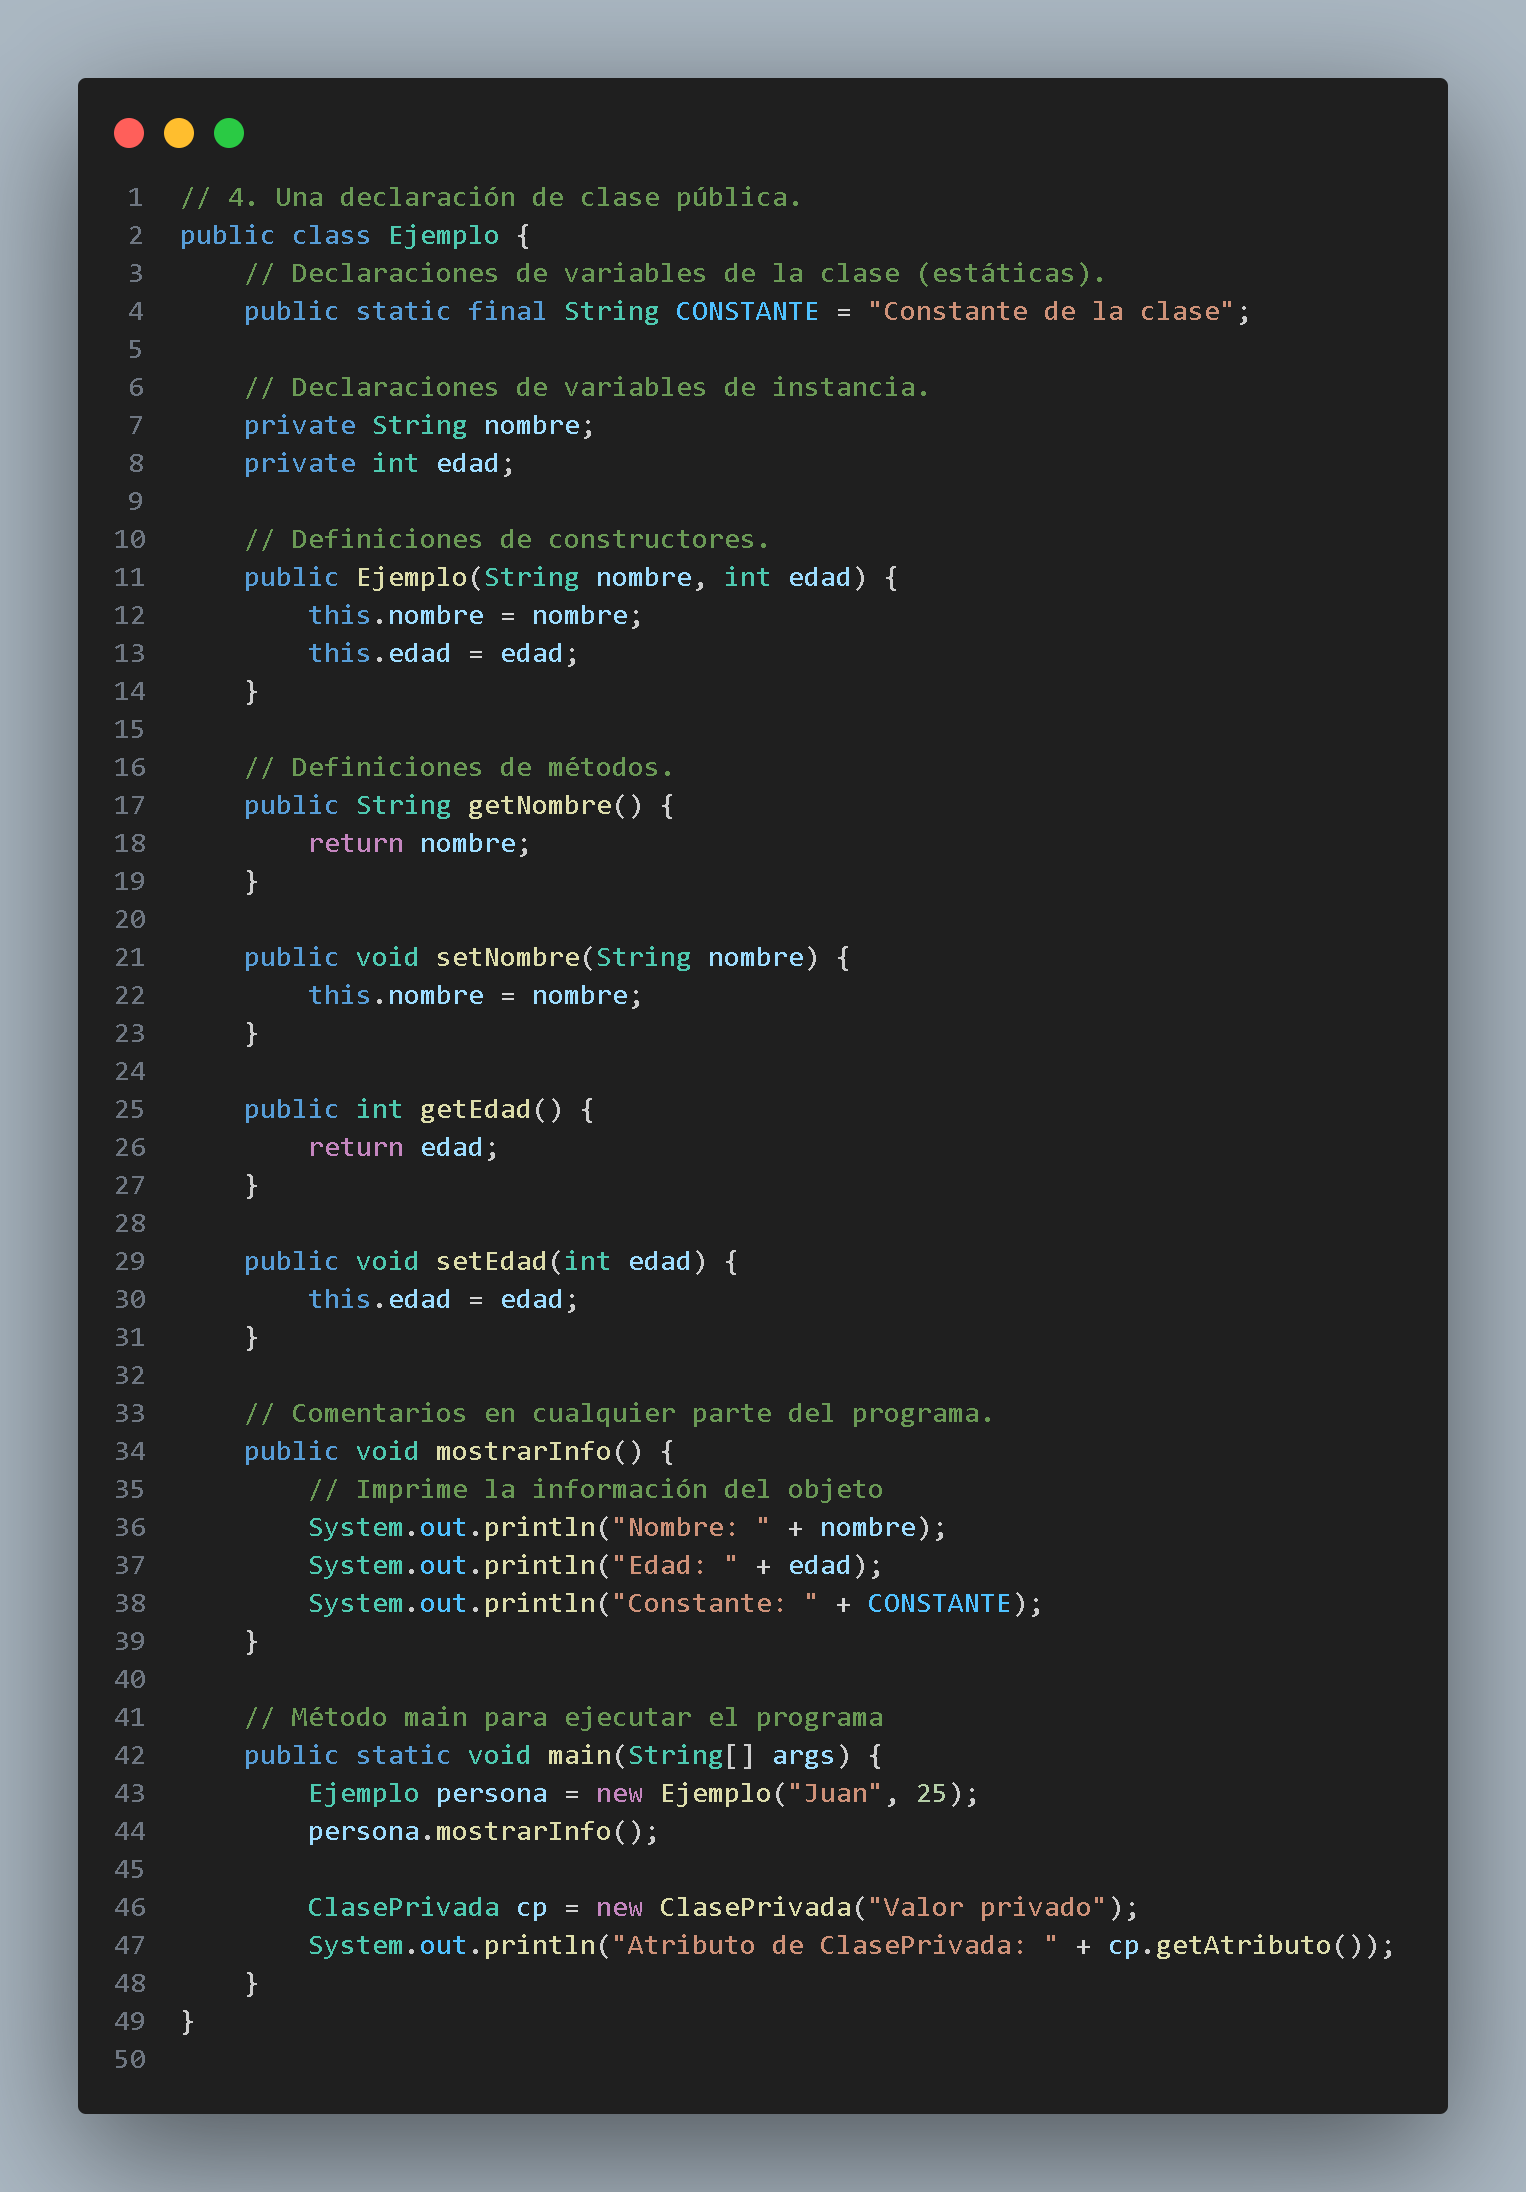 1 // 4. Una declaración de clase pública.
2 public class Ejemplo {
3     // Declaraciones de variables de la clase (estáticas).
4     public static final String CONSTANTE = "Constante de la clase";
5
6     // Declaraciones de variables de instancia.
7     private String nombre;
8     private int edad;
9
10     // Definiciones de constructores.
11     public Ejemplo(String nombre, int edad) {
12         this.nombre = nombre;
13         this.edad = edad;
14     }
15
16     // Definiciones de métodos.
17     public String getNombre() {
18         return nombre;
19     }
20
21     public void setNombre(String nombre) {
22         this.nombre = nombre;
23     }
24
25     public int getEdad() {
26         return edad;
27     }
28
29     public void setEdad(int edad) {
30         this.edad = edad;
31     }
32
33     // Comentarios en cualquier parte del programa.
34     public void mostrarInfo() {
35         // Imprime la información del objeto
36         System.out.println("Nombre: " + nombre);
37         System.out.println("Edad: " + edad);
38         System.out.println("Constante: " + CONSTANTE);
39     }
40
41     // Método main para ejecutar el programa
42     public static void main(String[] args) {
43         Ejemplo persona = new Ejemplo("Juan", 25);
44         persona.mostrarInfo();
45
46         ClasePrivada cp = new ClasePrivada("Valor privado");
47         System.out.println("Atributo de ClasePrivada: " + cp.getAtributo());
48     }
49 }
50